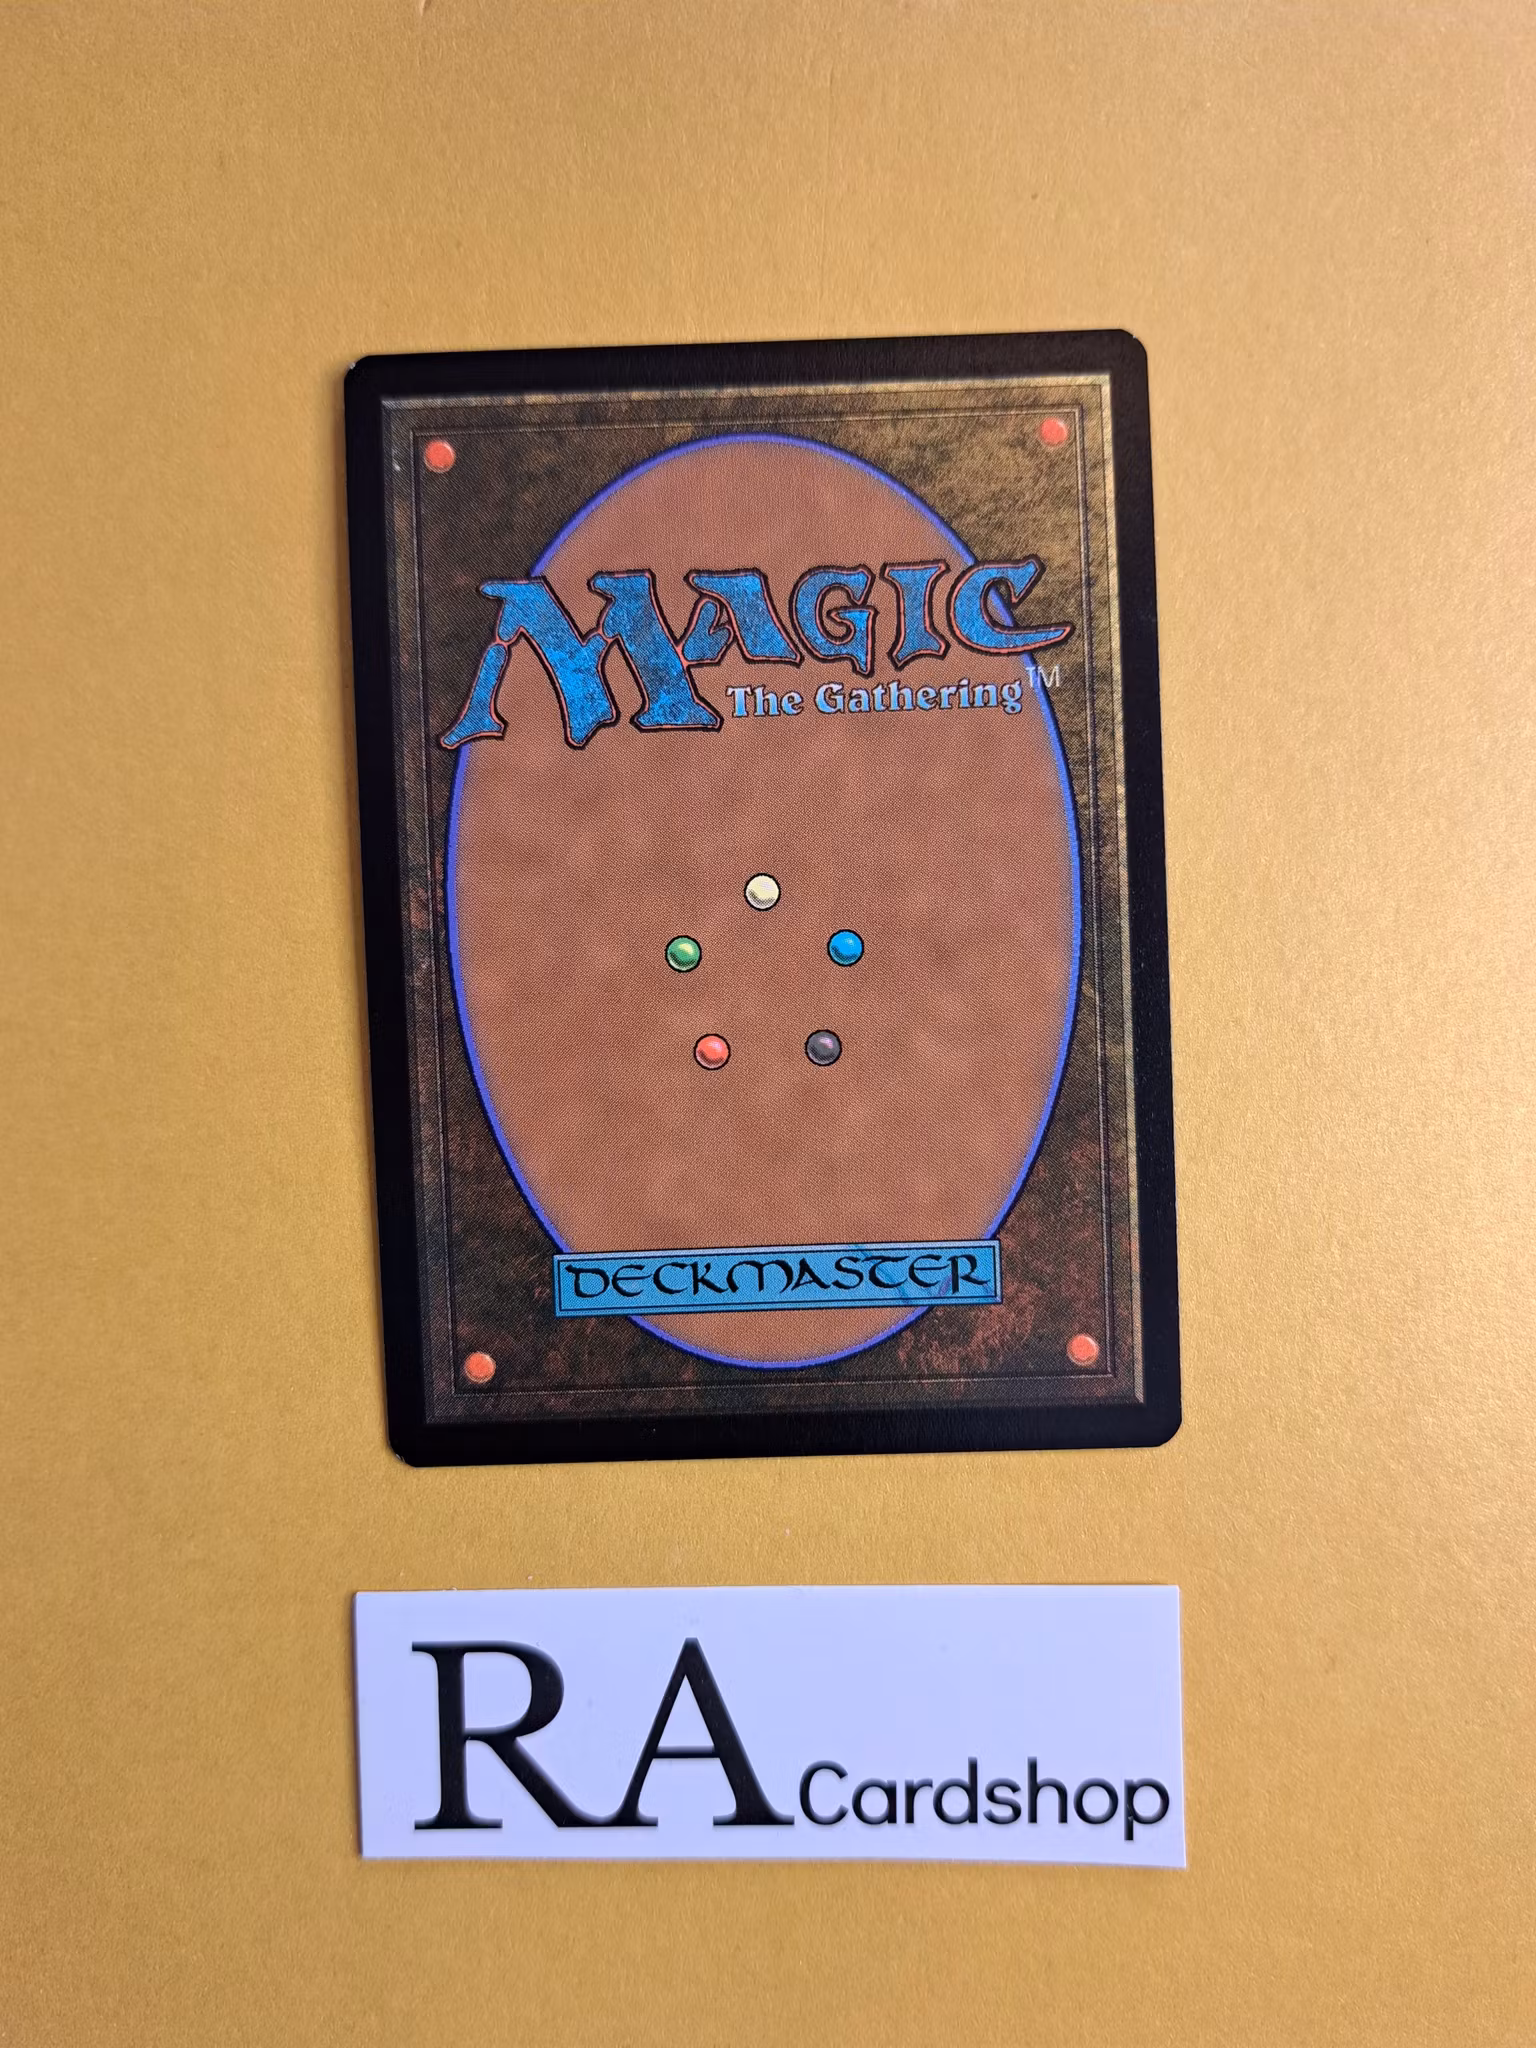 MAGIC
The Gathering™
DECKMASTER
RA Cardshop